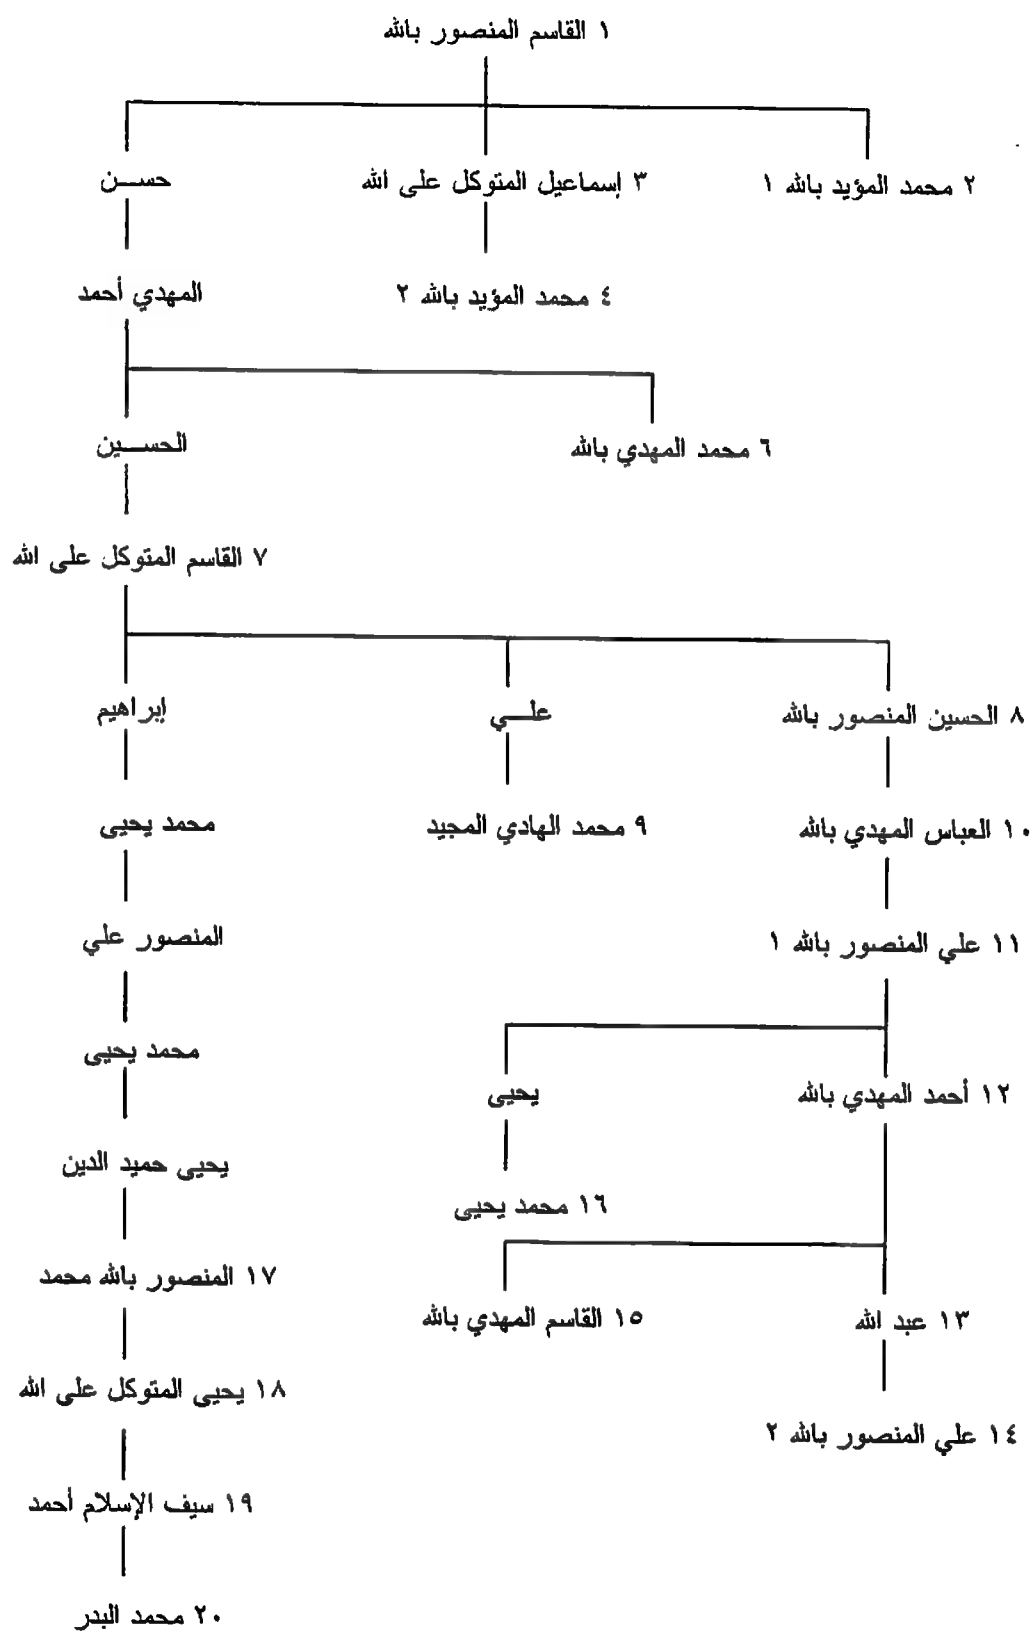 ١ القاسم المنصور بالله
٢ محمد المؤيد بالله ١
٣ إسماعيل المتوكل على الله
حســن
٤ محمد المؤيد بالله ٢
المهدي أحمد
٦ محمد المهدي بالله
الحســين
٧ القاسم المتوكل على الله
٨ الحسين المنصور بالله
علــي
إبراهيم
١٠ العباس المهدي بالله
٩ محمد الهادي المجيد
محمد يحيى
١١ علي المنصور بالله ١
المنصور علي
محمد يحيى
١٢ أحمد المهدي بالله
يحيى
يحيى حميد الدين
١٦ محمد يحيى
١٧ المنصور بالله محمد
١٣ عبد الله
١٥ القاسم المهدي بالله
١٨ يحيى المتوكل على الله
١٤ علي المنصور بالله ٢
١٩ سيف الإسلام أحمد
٢٠ محمد البدر